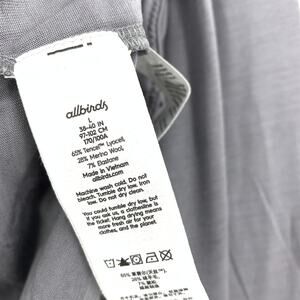 allbirds
L
38-40 IN
97-102 CM
170/100A
65% Tencel™ Lyocell
28% Merino Wool
7% Elastane
Made in Vietnam
allbirds.com
Machine wash cold. Do not
bleach. Tumble dry low. Iron
low. Do not dry clean.
You could tumble dry low, but
if you ask us, a clothesline is
the ticket. Hang drying means
more fresh air for your
clothes, and the planet.